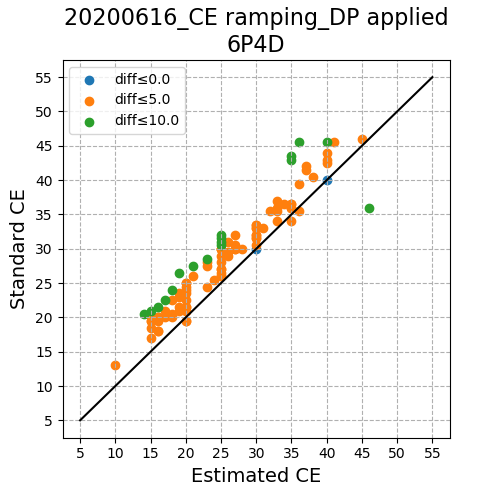 20200616_CE ramping_DP applied
6P4D
diff≤0.0
diff≤5.0
diff≤10.0
55
50
45
40
35
30
25
20
15
10
5
Standard CE
5 10 15 20 25 30 35 40 45 50 55
Estimated CE